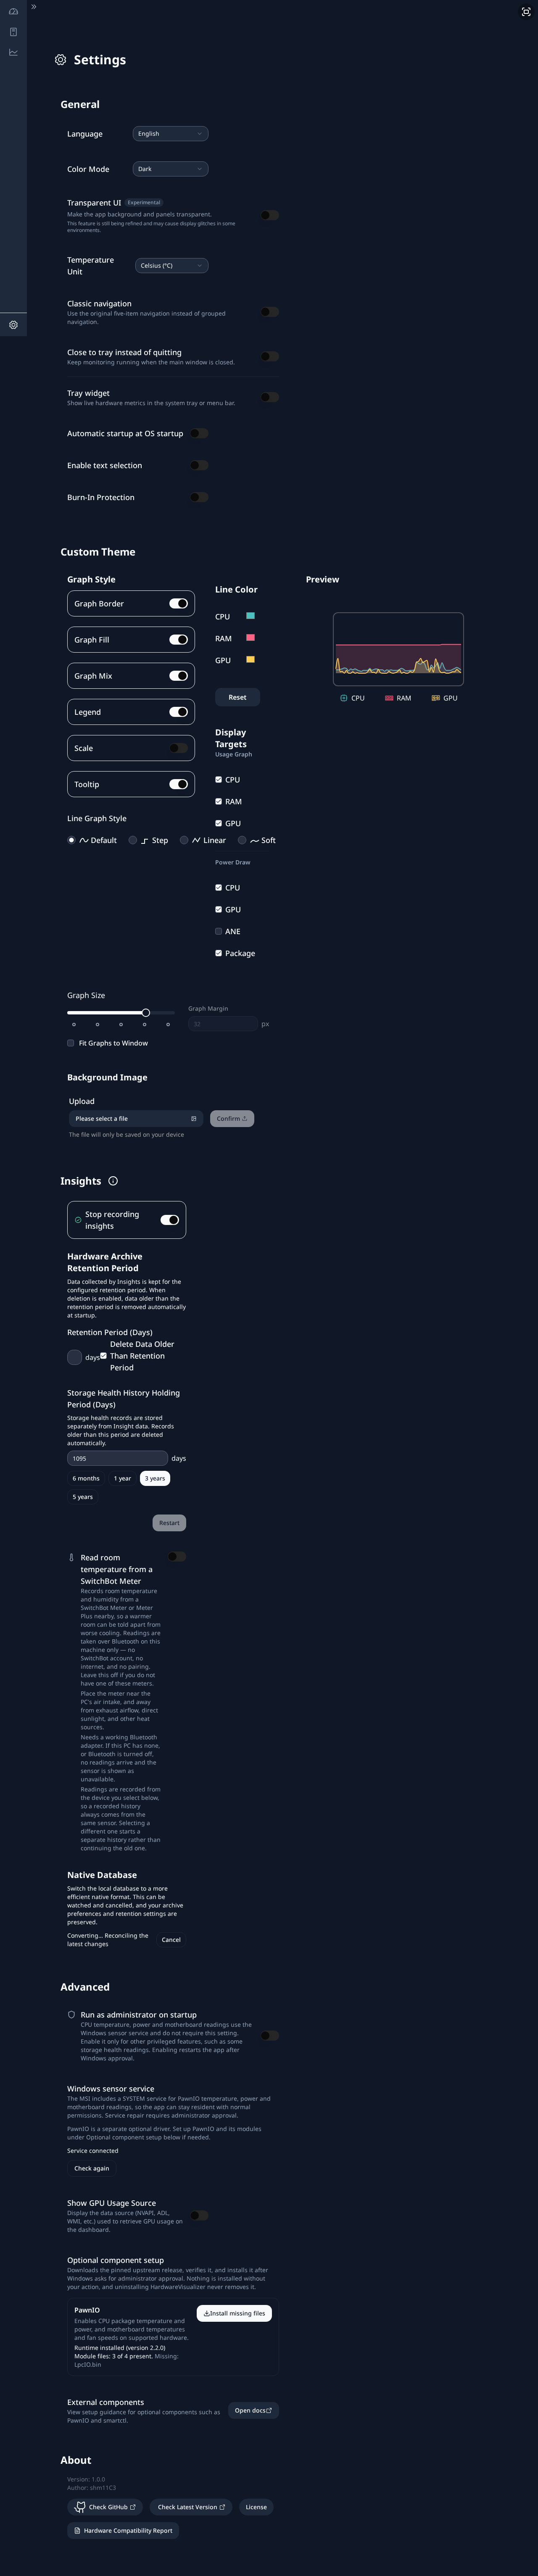 Settings
General
Language
English
Color Mode
Dark
Transparent UI Experimental
Make the app background and panels transparent.
This feature is still being refined and may cause display glitches in some
environments.
Temperature
Unit
Celsius (°C)
Classic navigation
Use the original five-item navigation instead of grouped
navigation.
Close to tray instead of quitting
Keep monitoring running when the main window is closed.
Tray widget
Show live hardware metrics in the system tray or menu bar.
Automatic startup at OS startup
Enable text selection
Burn-In Protection
Custom Theme
Graph Style
Graph Border
Graph Fill
Graph Mix
Legend
Scale
Tooltip
Line Graph Style
Default
Step
Linear
Soft
Line Color
CPU
RAM
GPU
Reset
Display
Targets
Usage Graph
CPU
RAM
GPU
Power Draw
CPU
GPU
ANE
Package
Preview
CPU
RAM
GPU
Graph Size
Graph Margin
32
px
Fit Graphs to Window
Background Image
Upload
Please select a file
Confirm
The file will only be saved on your device
Insights
Stop recording
insights
Hardware Archive
Retention Period
Data collected by Insights is kept for the
configured retention period. When
deletion is enabled, data older than the
retention period is removed automatically
at startup.
Retention Period (Days)
days
Delete Data Older
Than Retention
Period
Storage Health History Holding
Period (Days)
Storage health records are stored
separately from Insight data. Records
older than this period are deleted
automatically.
1095
days
6 months
1 year
3 years
5 years
Restart
Read room
temperature from a
SwitchBot Meter
Records room temperature
and humidity from a
SwitchBot Meter or Meter
Plus nearby, so a warmer
room can be told apart from
worse cooling. Readings are
taken over Bluetooth on this
machine only — no
SwitchBot account, no
internet, and no pairing.
Leave this off if you do not
have one of these meters.
Place the meter near the
PC's air intake, and away
from exhaust airflow, direct
sunlight, and other heat
sources.
Needs a working Bluetooth
adapter. If this PC has none,
or Bluetooth is turned off,
no readings arrive and the
sensor is shown as
unavailable.
Readings are recorded from
the device you select below,
so a recorded history
always comes from the
same sensor. Selecting a
different one starts a
separate history rather than
continuing the old one.
Native Database
Switch the local database to a more
efficient native format. This can be
watched and cancelled, and your archive
preferences and retention settings are
preserved.
Converting… Reconciling the
latest changes
Cancel
Advanced
Run as administrator on startup
CPU temperature, power and motherboard readings use the
Windows sensor service and do not require this setting.
Enable it only for other privileged features, such as some
storage health readings. Enabling restarts the app after
Windows approval.
Windows sensor service
The MSI includes a SYSTEM service for PawnIO temperature, power and
motherboard readings, so the app can stay resident with normal
permissions. Service repair requires administrator approval.
PawnIO is a separate optional driver. Set up PawnIO and its modules
under Optional component setup below if needed.
Service connected
Check again
Show GPU Usage Source
Display the data source (NVAPI, ADL,
WMI, etc.) used to retrieve GPU usage on
the dashboard.
Optional component setup
Downloads the pinned upstream release, verifies it, and installs it after
Windows asks for administrator approval. Nothing is installed without
your action, and uninstalling HardwareVisualizer never removes it.
PawnIO
Enables CPU package temperature and
power, and motherboard temperatures
and fan speeds on supported hardware.
Runtime installed (version 2.2.0)
Module files: 3 of 4 present. Missing:
LpcIO.bin
Install missing files
External components
View setup guidance for optional components such as
PawnIO and smartctl.
Open docs
About
Version: 1.0.0
Author: shm11C3
Check GitHub
Check Latest Version
License
Hardware Compatibility Report